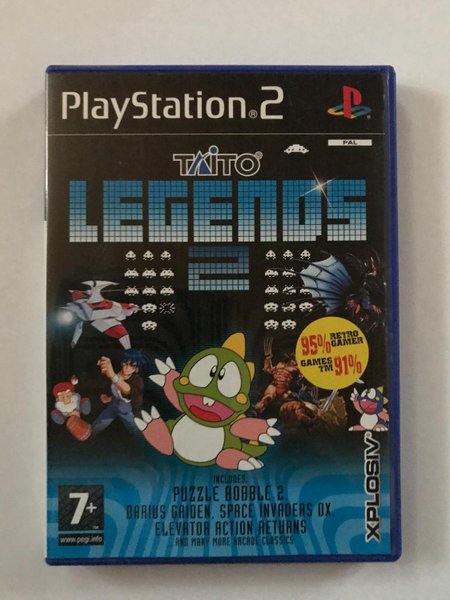 PlayStation®2
PAL
TAITO®
LEGENDS
2
95% RETRO GAMER
GAMES TM 91%
INCLUDES
PUZZLE BOBBLE 2
DARIUS GAIDEN, SPACE INVADERS DX,
ELEVATOR ACTION RETURNS
AND MANY MORE ARCADE CLASSICS
7+
www.pegi.info
XPLOSIV